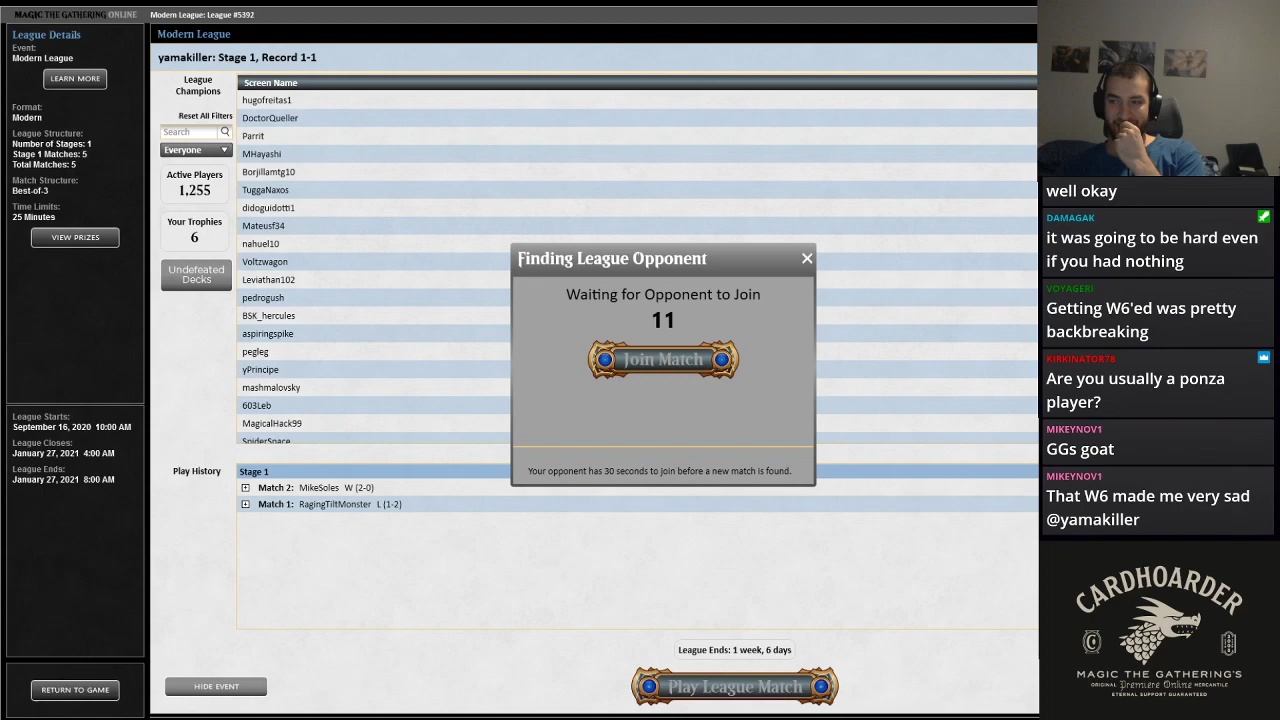 MAGIC THE GATHERING ONLINE
Modern League: League #5392
League Details
Event:
Modern League
LEARN MORE
Format:
Modern
League Structure:
Number of Stages: 1
Stage 1 Matches: 5
Total Matches: 5
Match Structure:
Best-of-3
Time Limits:
25 Minutes
VIEW PRIZES
League Starts:
September 16, 2020 10:00 AM
League Closes:
January 27, 2021 4:00 AM
League Ends:
January 27, 2021 8:00 AM
RETURN TO GAME
Modern League
yamakiller: Stage 1, Record 1-1
League
Champions
Reset All Filters
Search
Everyone
Active Players
1,255
Your Trophies
6
Undefeated
Decks
Screen Name
hugofreitas1
DoctorQueller
Parrit
MHayashi
Borjillamtg10
TuggaNaxos
didoguidotti1
Mateusf34
nahuel10
Voltzwagon
Leviathan102
pedrogush
BSK_hercules
aspiringspike
pegleg
yPrincipe
mashmalovsky
603Leb
MagicalHack99
SpiderSpace
Finding League Opponent
Waiting for Opponent to Join
11
Join Match
Your opponent has 30 seconds to join before a new match is found.
Play History
Stage 1
Match 2: MikeSoles W (2-0)
Match 1: RagingTiltMonster L (1-2)
League Ends: 1 week, 6 days
HIDE EVENT
Play League Match
well okay
DAMAGAK
it was going to be hard even
if you had nothing
VOYAGERI
Getting W6'ed was pretty
backbreaking
KIRKINATOR78
Are you usually a ponza
player?
MIKEYNOV1
GGs goat
MIKEYNOV1
That W6 made me very sad
@yamakiller
CARDHOARDER
MAGIC THE GATHERING'S
ORIGINAL Premiere Online MERCANTILE
ETERNAL SUPPORT GUARANTEED